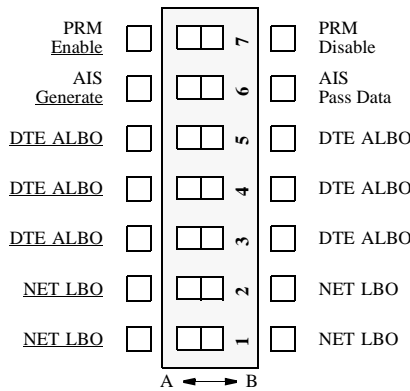 PRM Enable 7 PRM Disable
AIS Generate 6 AIS Pass Data
DTE ALBO 5 DTE ALBO
DTE ALBO 4 DTE ALBO
DTE ALBO 3 DTE ALBO
NET LBO 2 NET LBO
NET LBO 1 NET LBO
A B